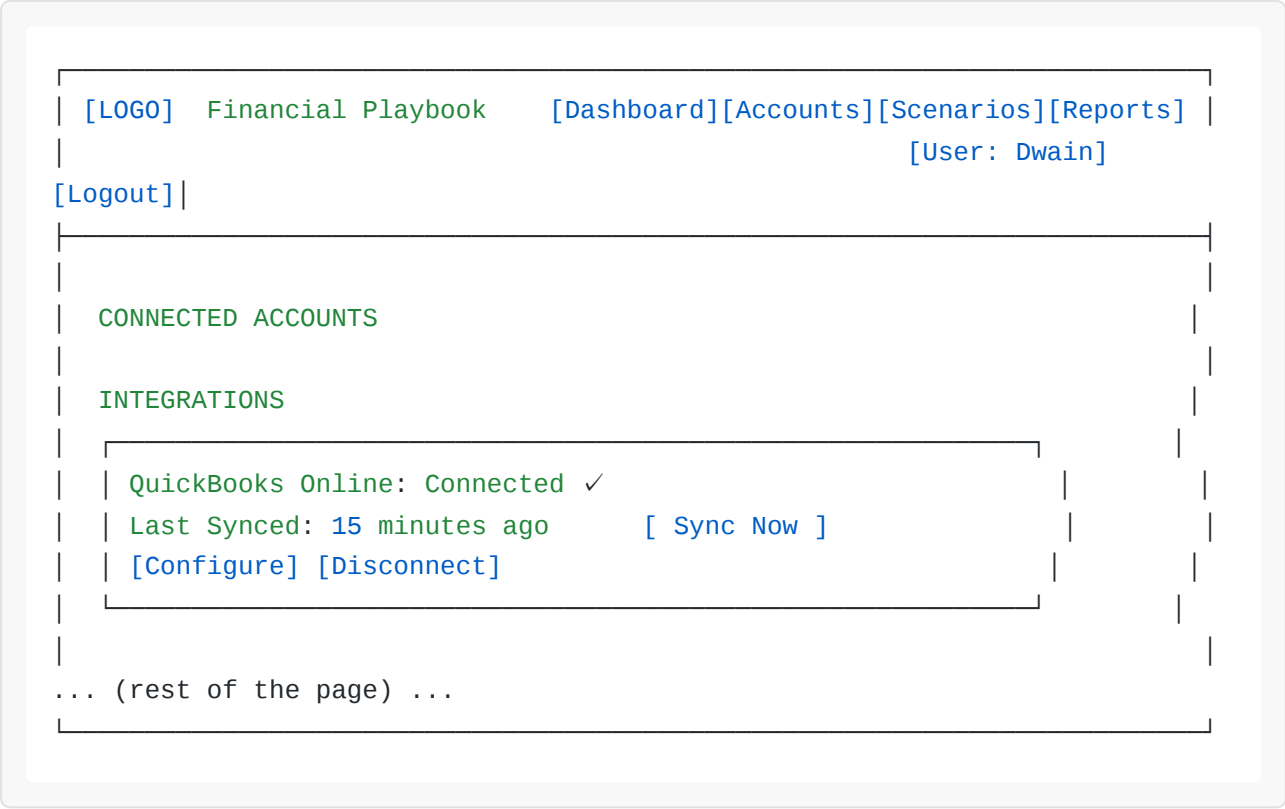 [LOGO] Financial Playbook [Dashboard][Accounts][Scenarios][Reports]
[User: Dwain]
[Logout]
CONNECTED ACCOUNTS
INTEGRATIONS
QuickBooks Online: Connected ✓
Last Synced: 15 minutes ago [ Sync Now ]
[Configure] [Disconnect]
... (rest of the page) ...